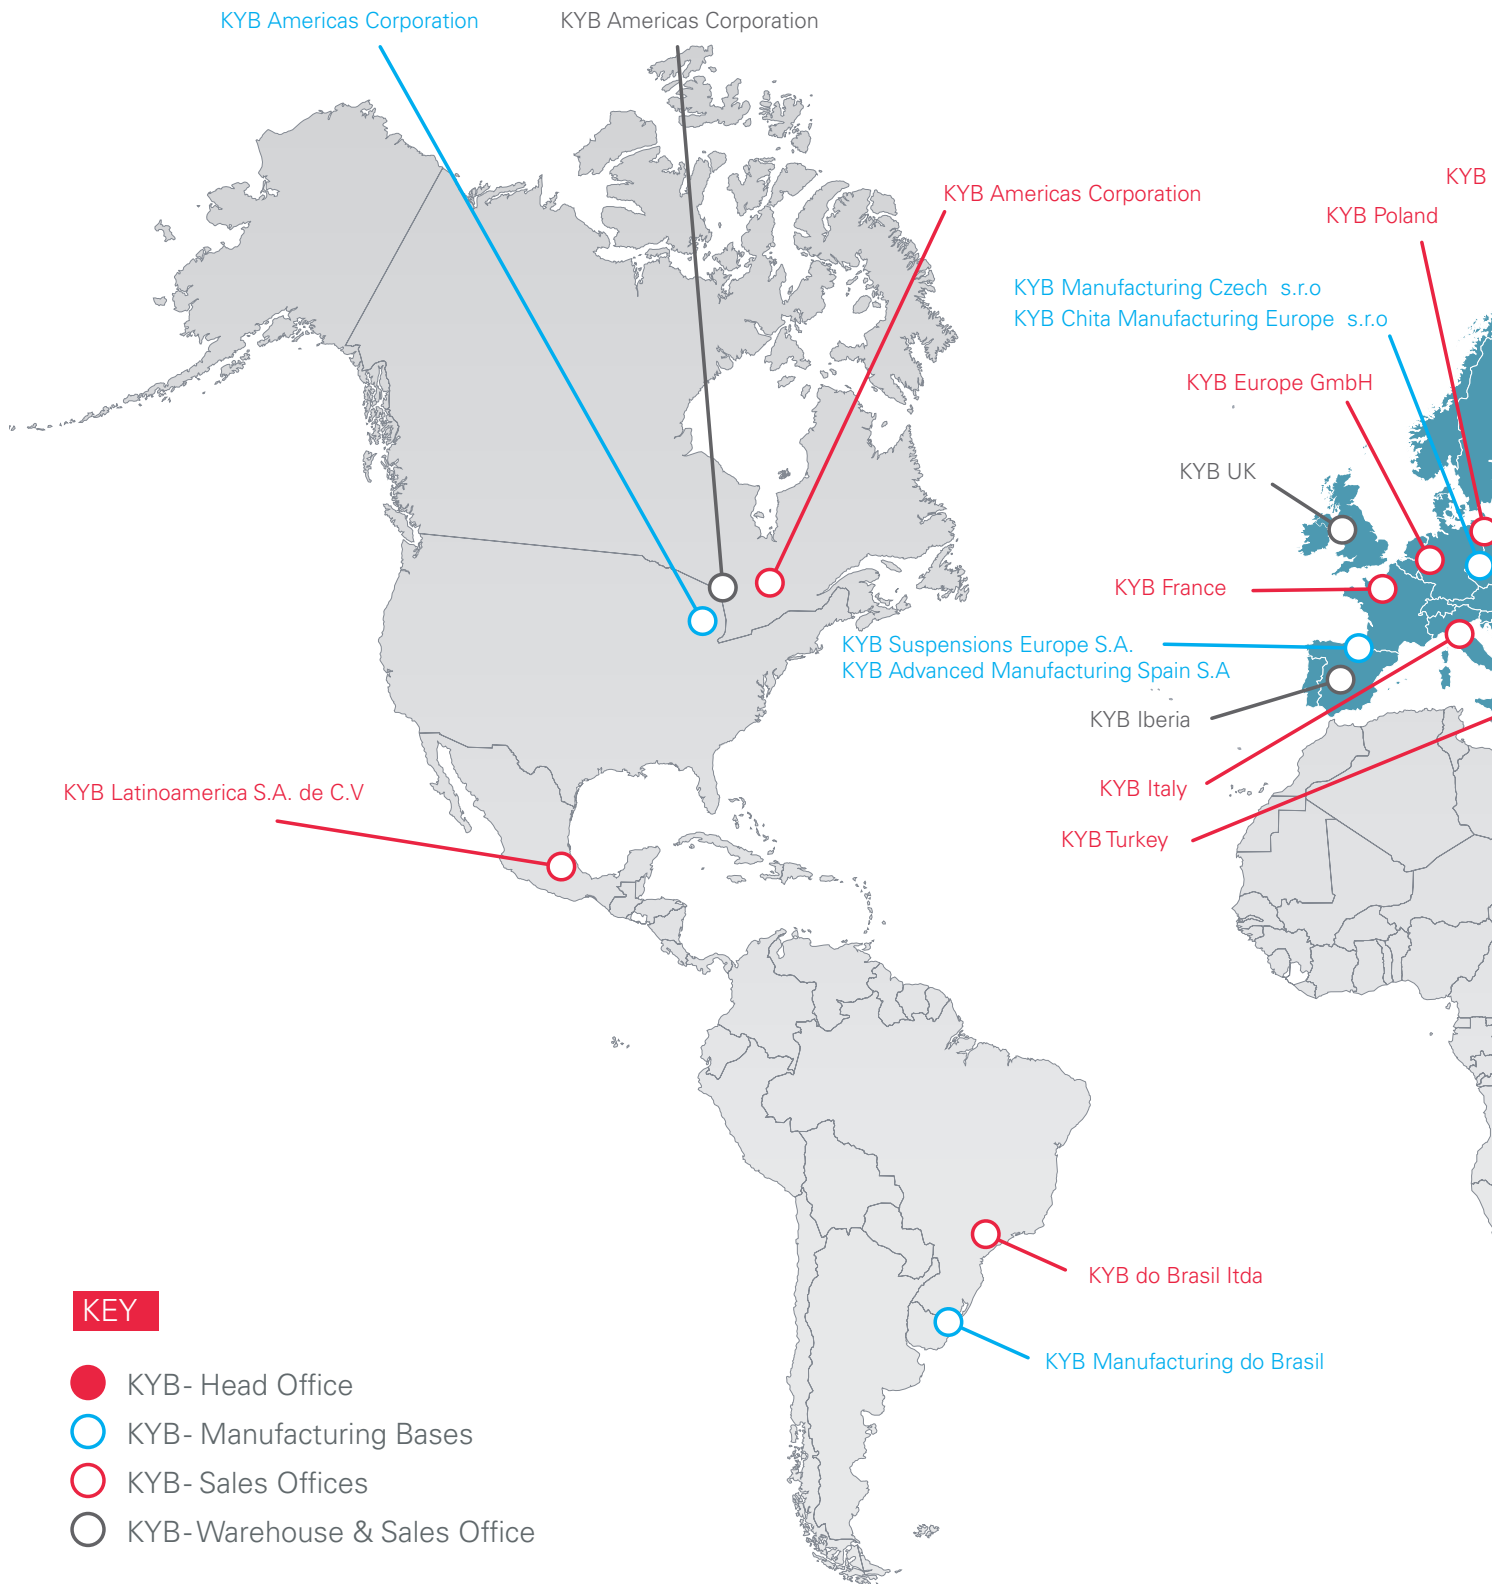 KYB Americas Corporation
KYB Americas Corporation
KYB
KYB Americas Corporation
KYB Poland
KYB Manufacturing Czech s.r.o
KYB Chita Manufacturing Europe s.r.o
KYB Europe GmbH
KYB UK
KYB France
KYB Suspensions Europe S.A.
KYB Advanced Manufacturing Spain S.A
KYB Iberia
KYB Latinoamerica S.A. de C.V
KYB Italy
KYB Turkey
KYB do Brasil ltda
KYB Manufacturing do Brasil
KEY
KYB- Head Office
KYB- Manufacturing Bases
KYB- Sales Offices
KYB-Warehouse & Sales Office